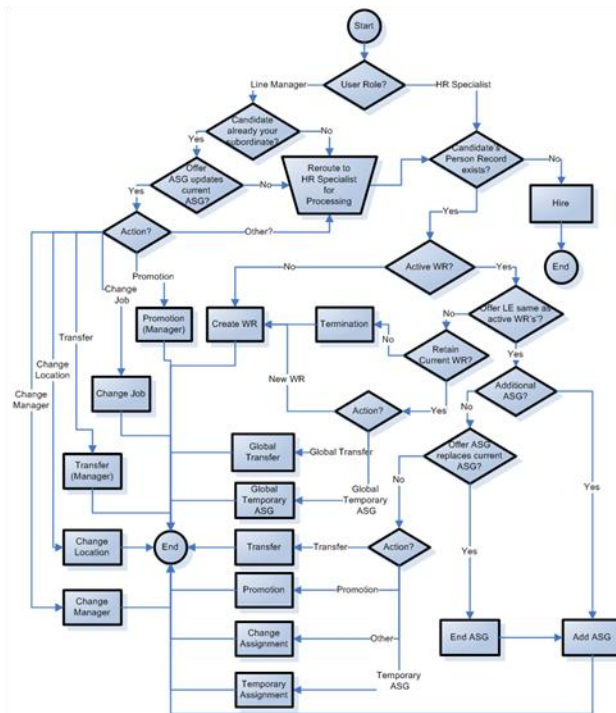 Start
User Role?
Line Manager
HR Specialist
Candidate
already your
subordinate?
Yes
No
Offer
ASG updates
current
ASG?
No
Yes
Reroute to
HR Specialist
for
Processing
Candidate's
Person Record
exists?
No
Yes
Hire
End
Action?
Other?
Promotion
Change
Job
Transfer
Change
Location
Change
Manager
Active WR?
No
Yes
Promotion
(Manager)
Create WR
Termination
No
Offer LE same as
active WR's'?
No
Yes
Retain
Current WR?
New WR
Yes
Change Job
Additional
ASG?
No
Yes
Action?
Global
Transfer
Global Transfer
Offer ASG
replaces current
ASG?
Transfer
(Manager)
Global
Temporary
ASG
Global
Temporary
ASG
No
Yes
Change
Location
End
Transfer
Transfer
Action?
Change
Manager
Promotion
Promotion
Change
Assignment
Other
End ASG
Add ASG
Temporary
Assignment
Temporary
ASG